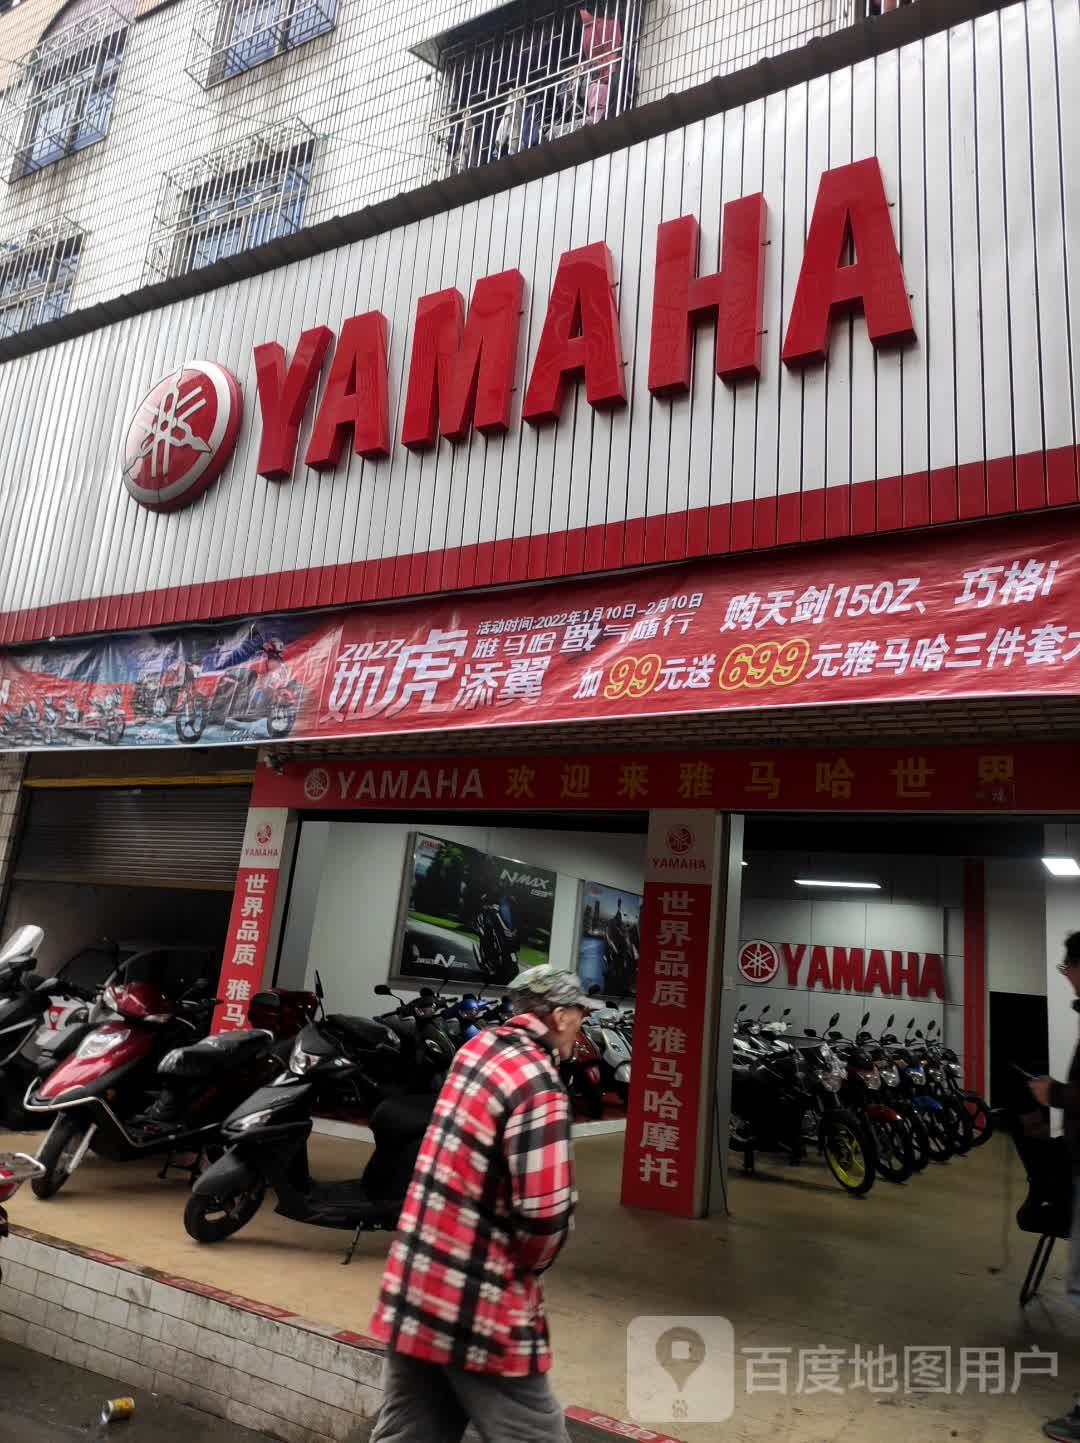 YAMAHA
活动时间:2022年1月10日-2月10日
2022
如虎添翼
雅马哈
气随行
购天剑150Z、巧格i
加99元送699元雅马哈三件套
YAMAHA 欢迎来雅马哈世界
YAMAHA
世界品质 雅马
YAMAHA
世界品质 雅马哈摩托
NMAX
YAMAHA
百度地图用户